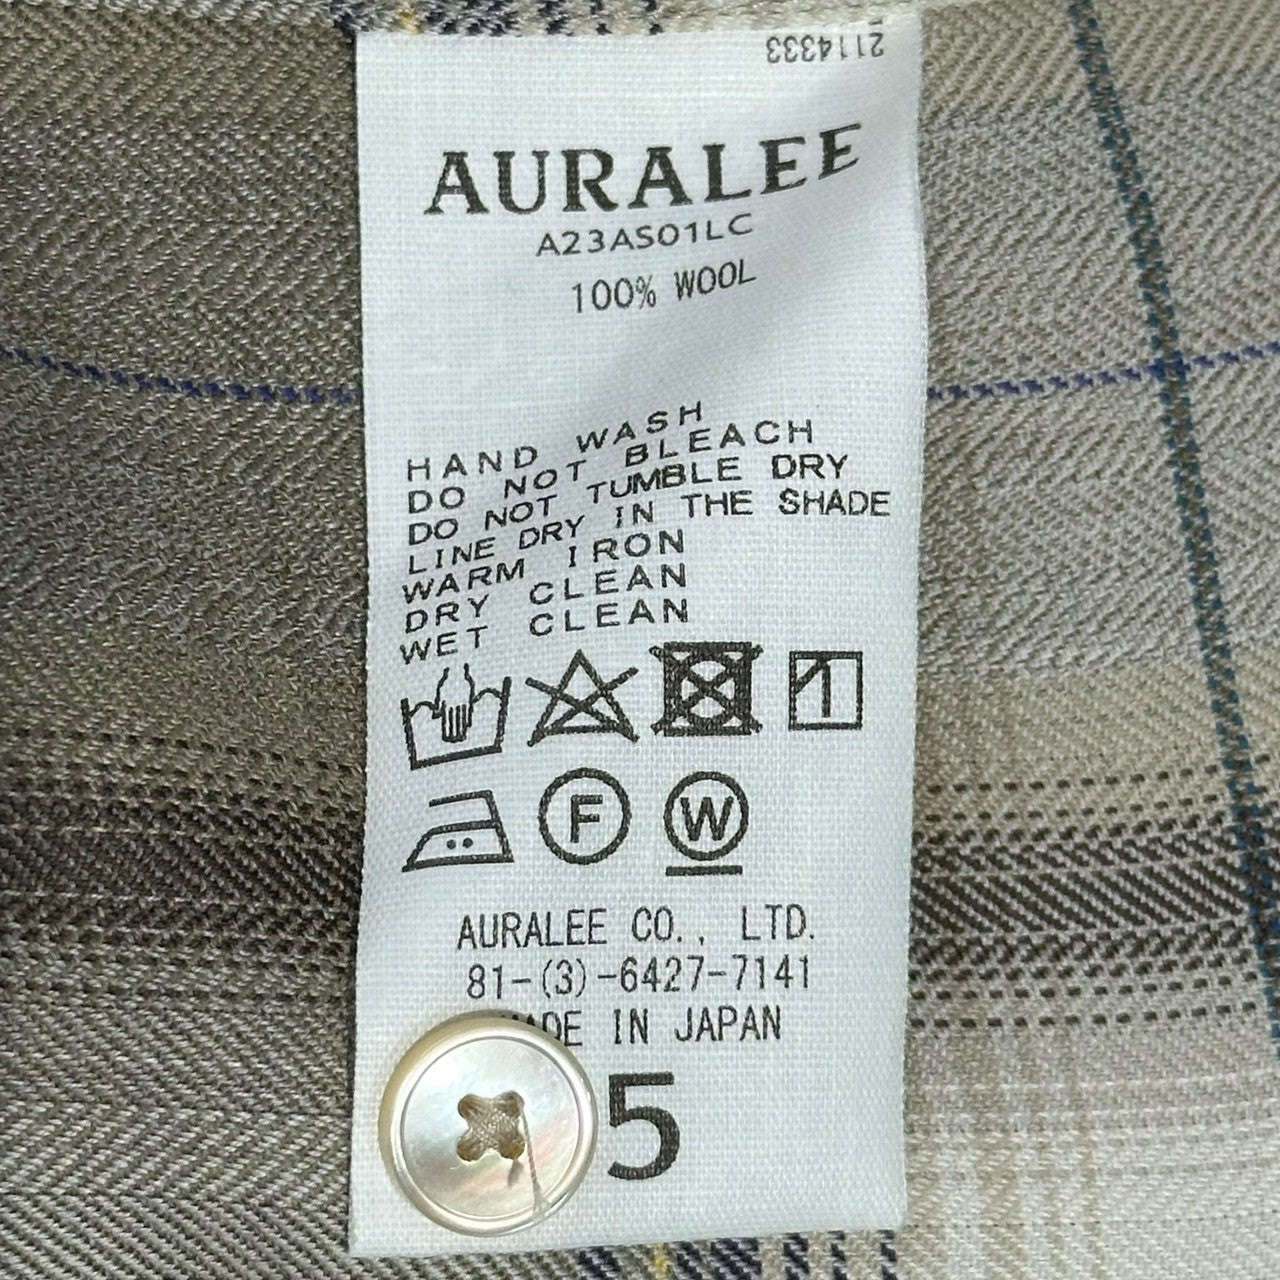 2114333
AURALEE
A23AS01LC
100% WOOL
HAND WASH
DO NOT BLEACH
DO NOT TUMBLE DRY
LINE DRY IN THE SHADE
WARM IRON
DRY CLEAN
WET CLEAN
F W
AURALEE CO., LTD.
81-(3)-6427-7141
MADE IN JAPAN
5